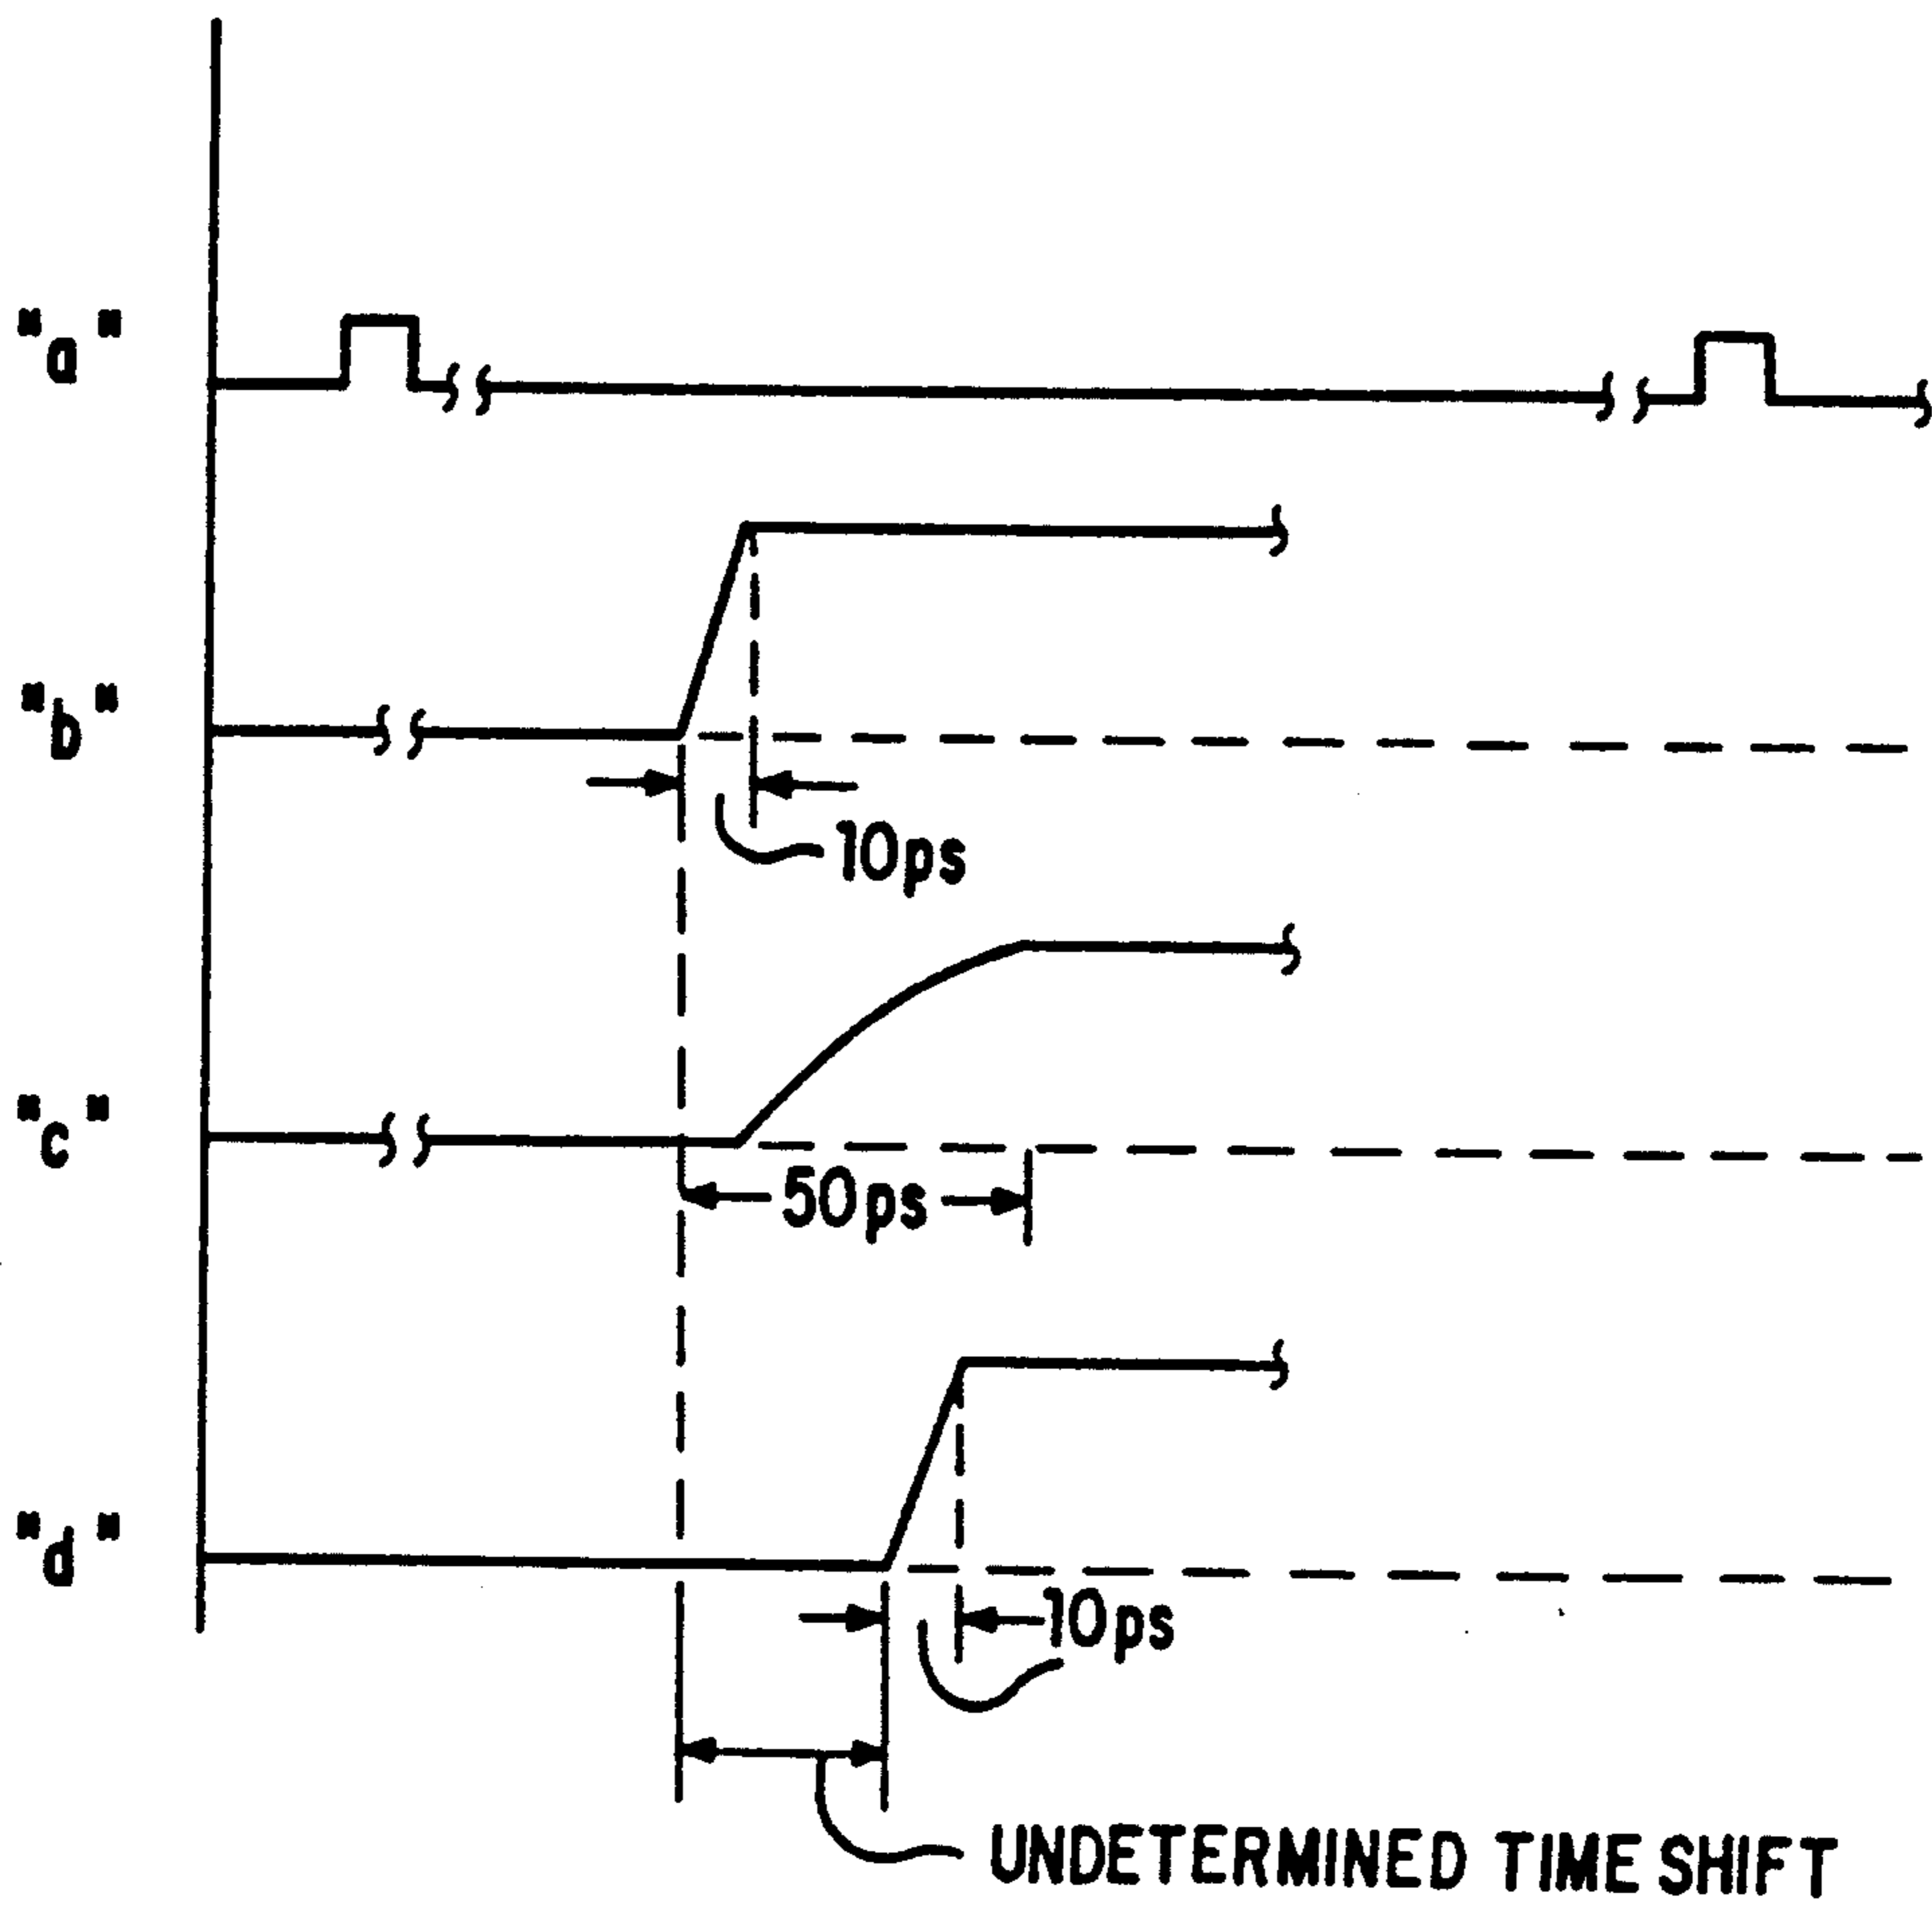 "a"
"b"
10ps
"c"
50ps
"d"
10ps
UNDETERMINED TIME SHIFT